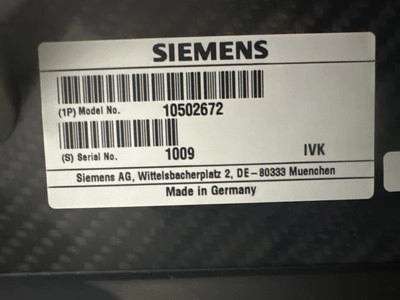 SIEMENS
(1P) Model No. 10502672
(S) Serial No. 1009 IVK
Siemens AG, Wittelsbacherplatz 2, DE-80333 Muenchen
Made in Germany